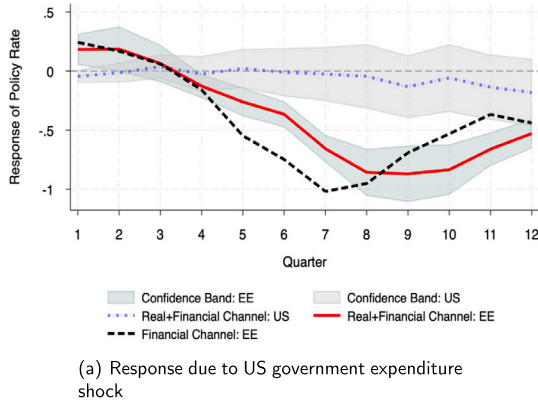 .5
0
-.5
-1
Response of Policy Rate
1 2 3 4 5 6 7 8 9 10 11 12
Quarter
Confidence Band: EE Confidence Band: US
Real+Financial Channel: US Real+Financial Channel: EE
Financial Channel: EE
(a) Response due to US government expenditure
shock